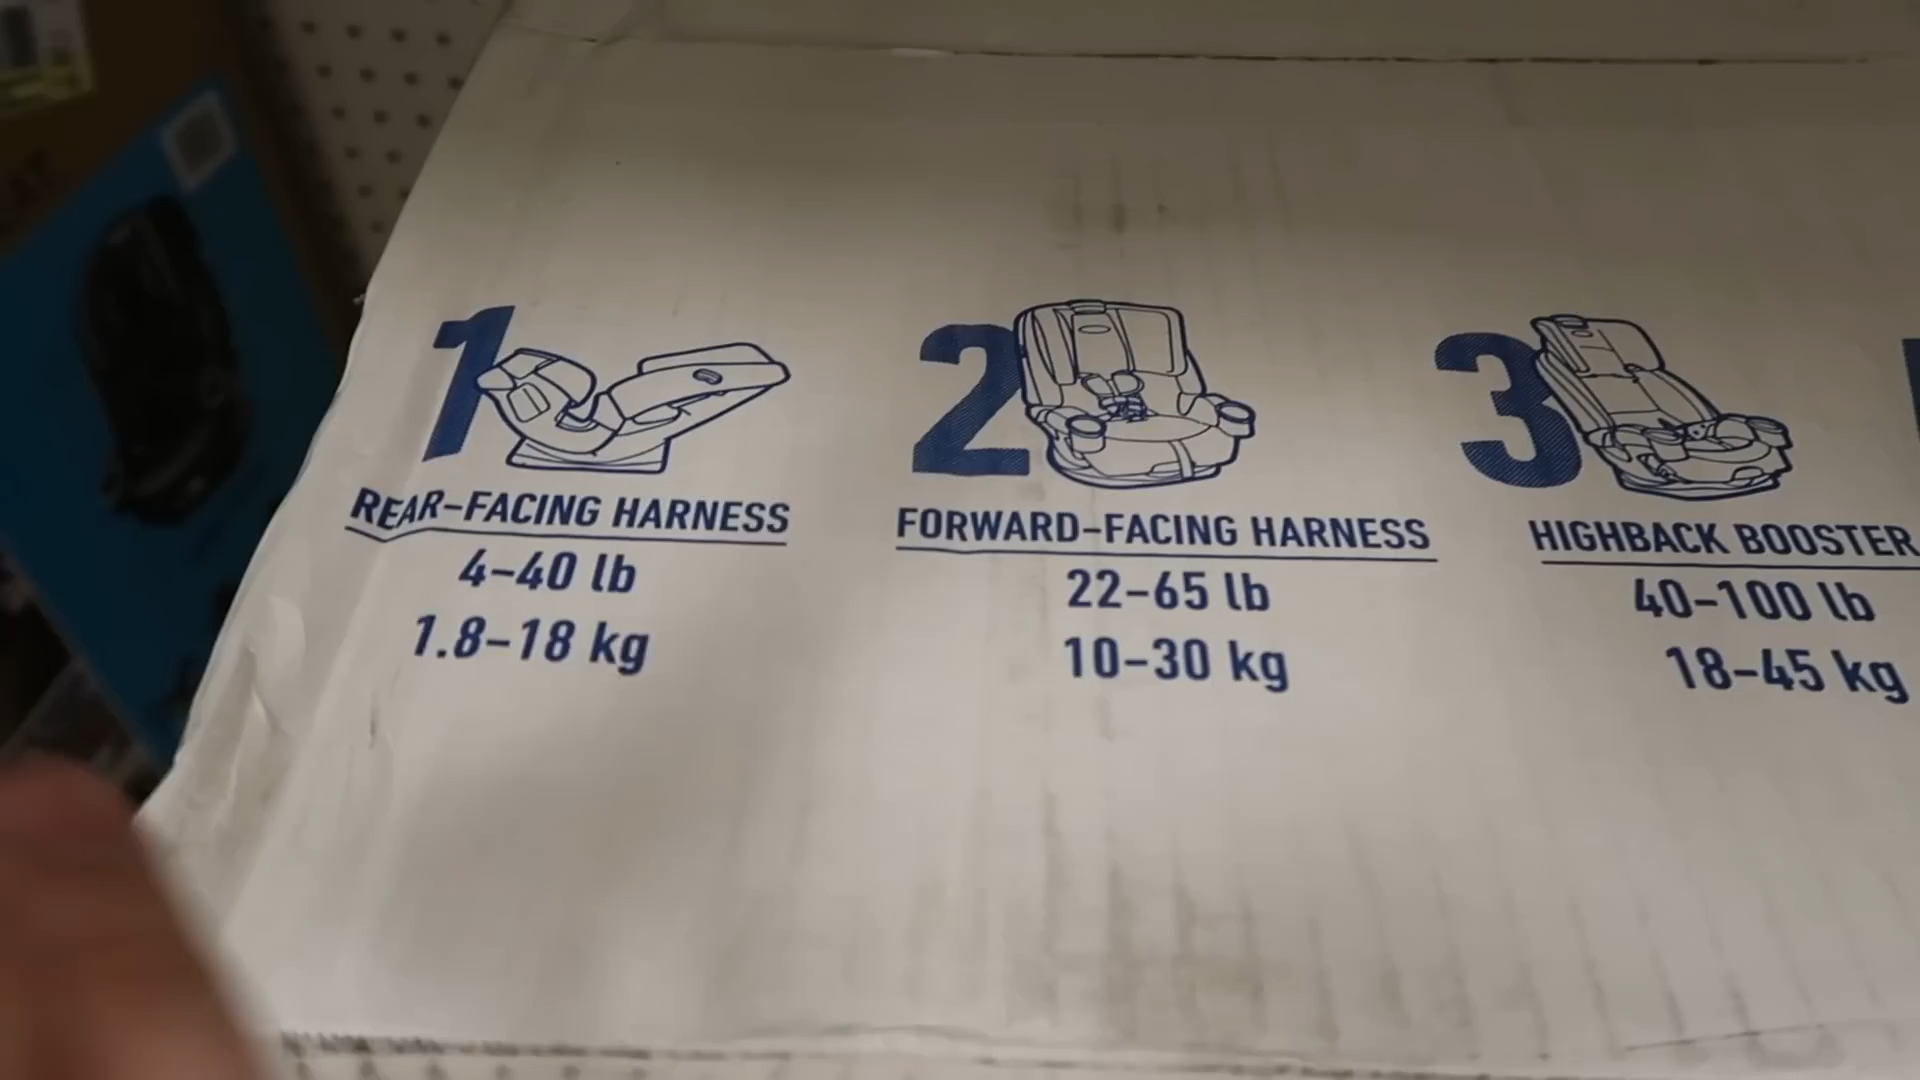 1
REAR-FACING HARNESS
4-40 lb
1.8-18 kg
2
FORWARD-FACING HARNESS
22-65 lb
10-30 kg
3
HIGHBACK BOOSTER
40-100 lb
18-45 kg